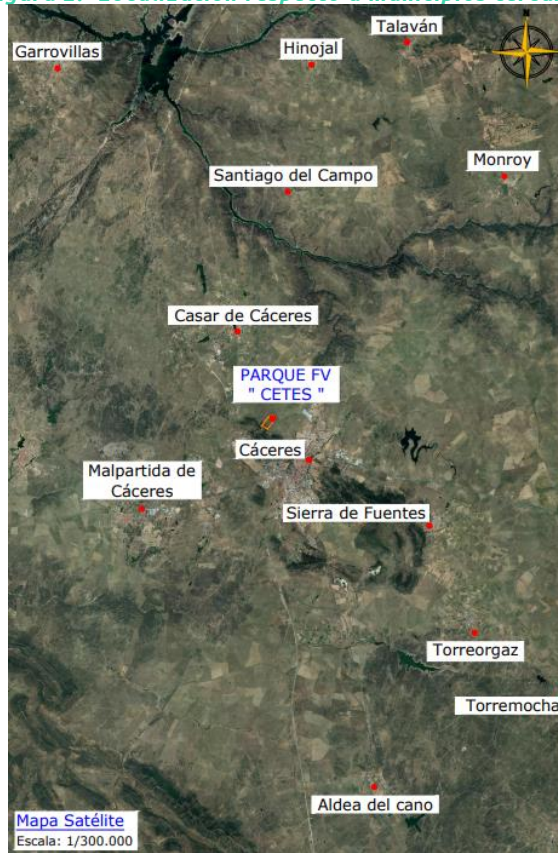 Talaván
Garrovillas
Hinojal
Monroy
Santiago del Campo
Casar de Cáceres
PARQUE FV
" CETES "
Cáceres
Malpartida de
Cáceres
Sierra de Fuentes
Torreorgaz
Torremocha
Aldea del cano
Mapa Satélite
Escala: 1/300.000